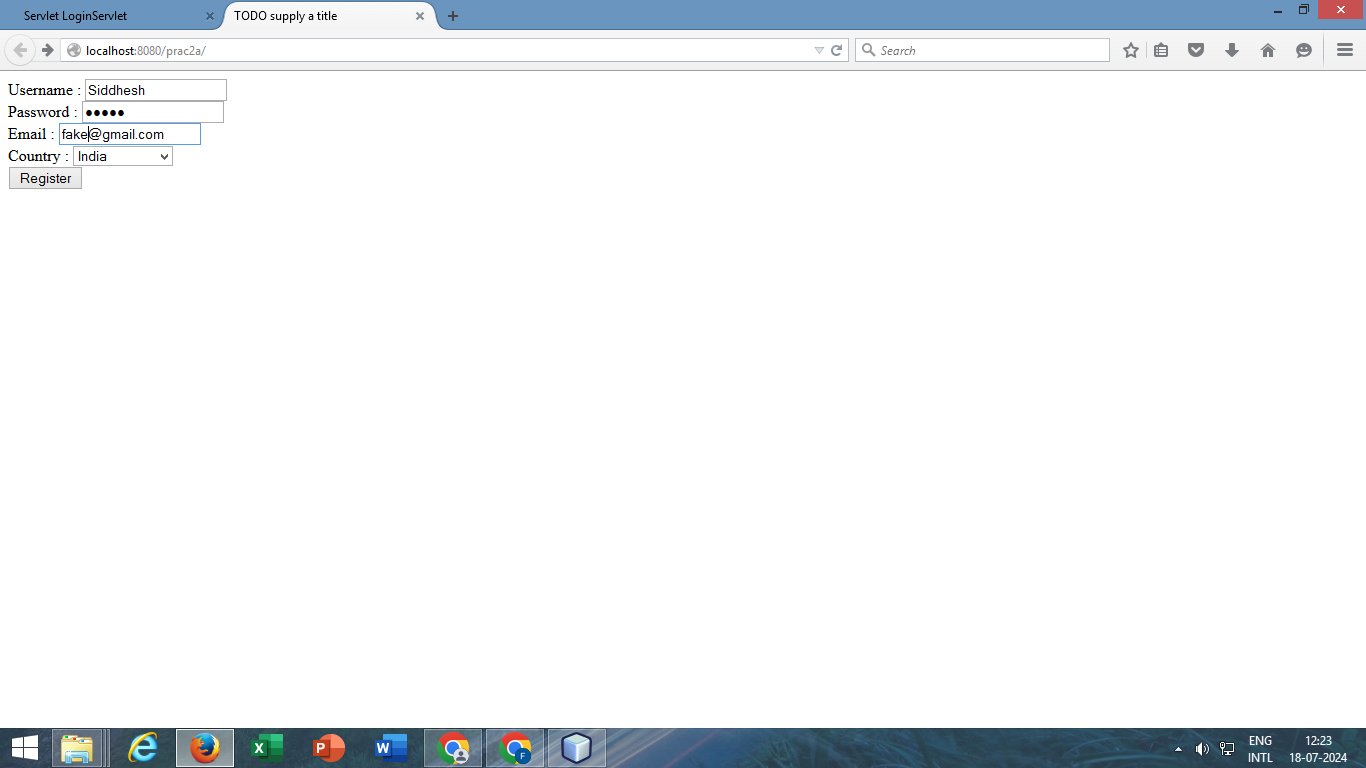 Servlet LoginServlet
TODO supply a title
localhost:8080/prac2a/
Search
Username : Siddhesh
Password : ●●●●●
Email : fake@gmail.com
Country : India
Register
ENG
INTL
12:23
18-07-2024